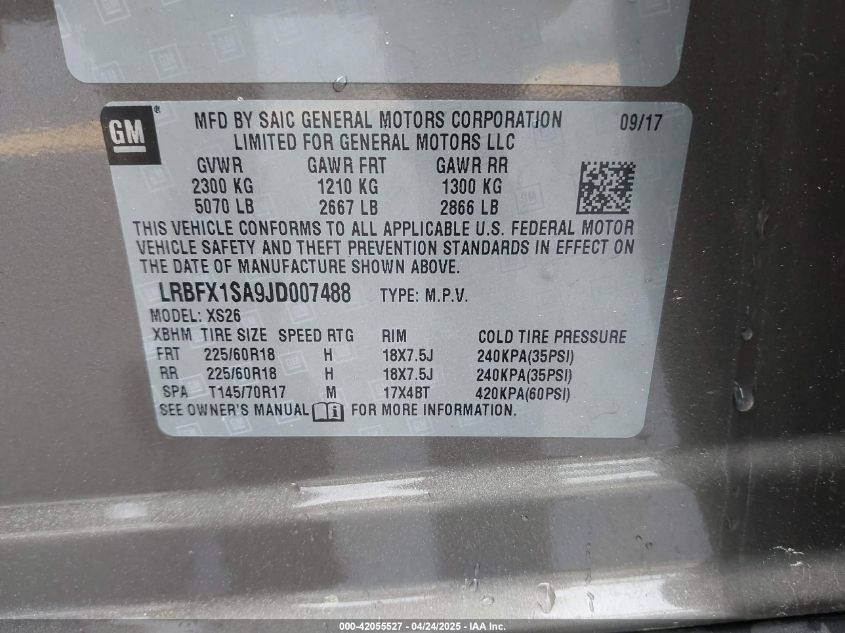 GM
MFD BY SAIC GENERAL MOTORS CORPORATION 09/17
LIMITED FOR GENERAL MOTORS LLC
GVWR GAWR FRT GAWR RR
2300 KG 1210 KG 1300 KG
5070 LB 2667 LB 2866 LB
THIS VEHICLE CONFORMS TO ALL APPLICABLE U.S. FEDERAL MOTOR
VEHICLE SAFETY AND THEFT PREVENTION STANDARDS IN EFFECT ON
THE DATE OF MANUFACTURE SHOWN ABOVE.
LRBFX1SA9JD007488 TYPE: M.P.V.
MODEL: XS26
XBHM TIRE SIZE SPEED RTG RIM COLD TIRE PRESSURE
FRT 225/60R18 H 18X7.5J 240KPA(35PSI)
RR 225/60R18 H 18X7.5J 240KPA(35PSI)
SPA T145/70R17 M 17X4BT 420KPA(60PSI)
SEE OWNER'S MANUAL FOR MORE INFORMATION.
000-42055527 - 04/24/2025 - IAA Inc.